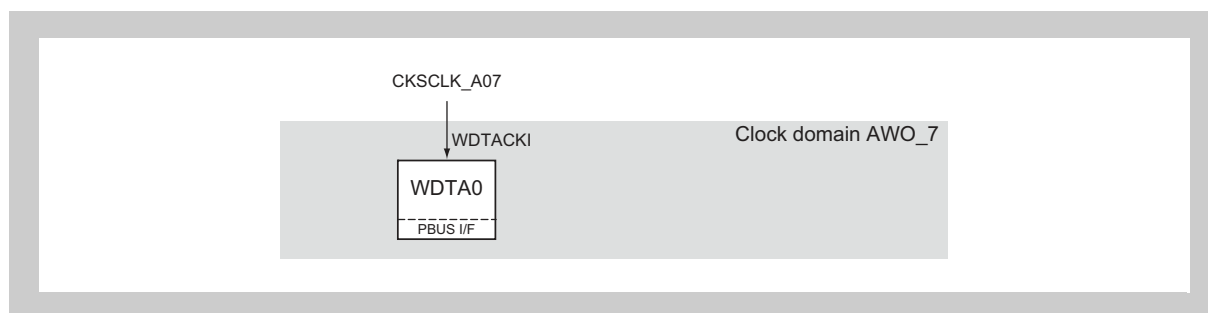 CKSCLK_A07
WDTACKI
Clock domain AWO_7
WDTA0
PBUS I/F